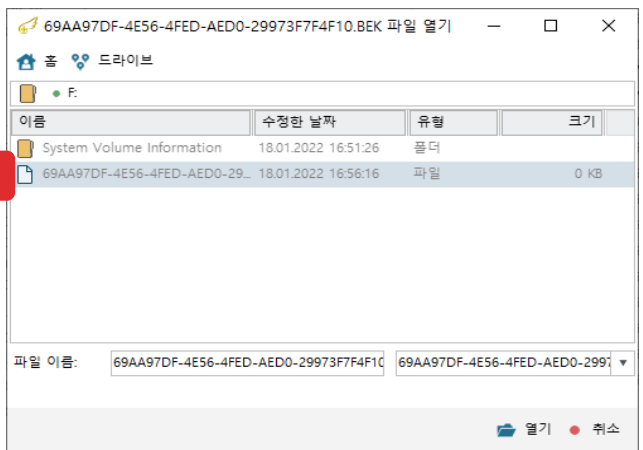 69AA97DF-4E56-4FED-AED0-29973F7F4F10.BEK 파일 열기
홈 드라이브
F:
이름 수정한 날짜 유형 크기
System Volume Information 18.01.2022 16:51:26 폴더
69AA97DF-4E56-4FED-AED0-29... 18.01.2022 16:56:16 파일 0 KB
파일 이름: 69AA97DF-4E56-4FED-AED0-29973F7F4F10 69AA97DF-4E56-4FED-AED0-2997
열기 취소